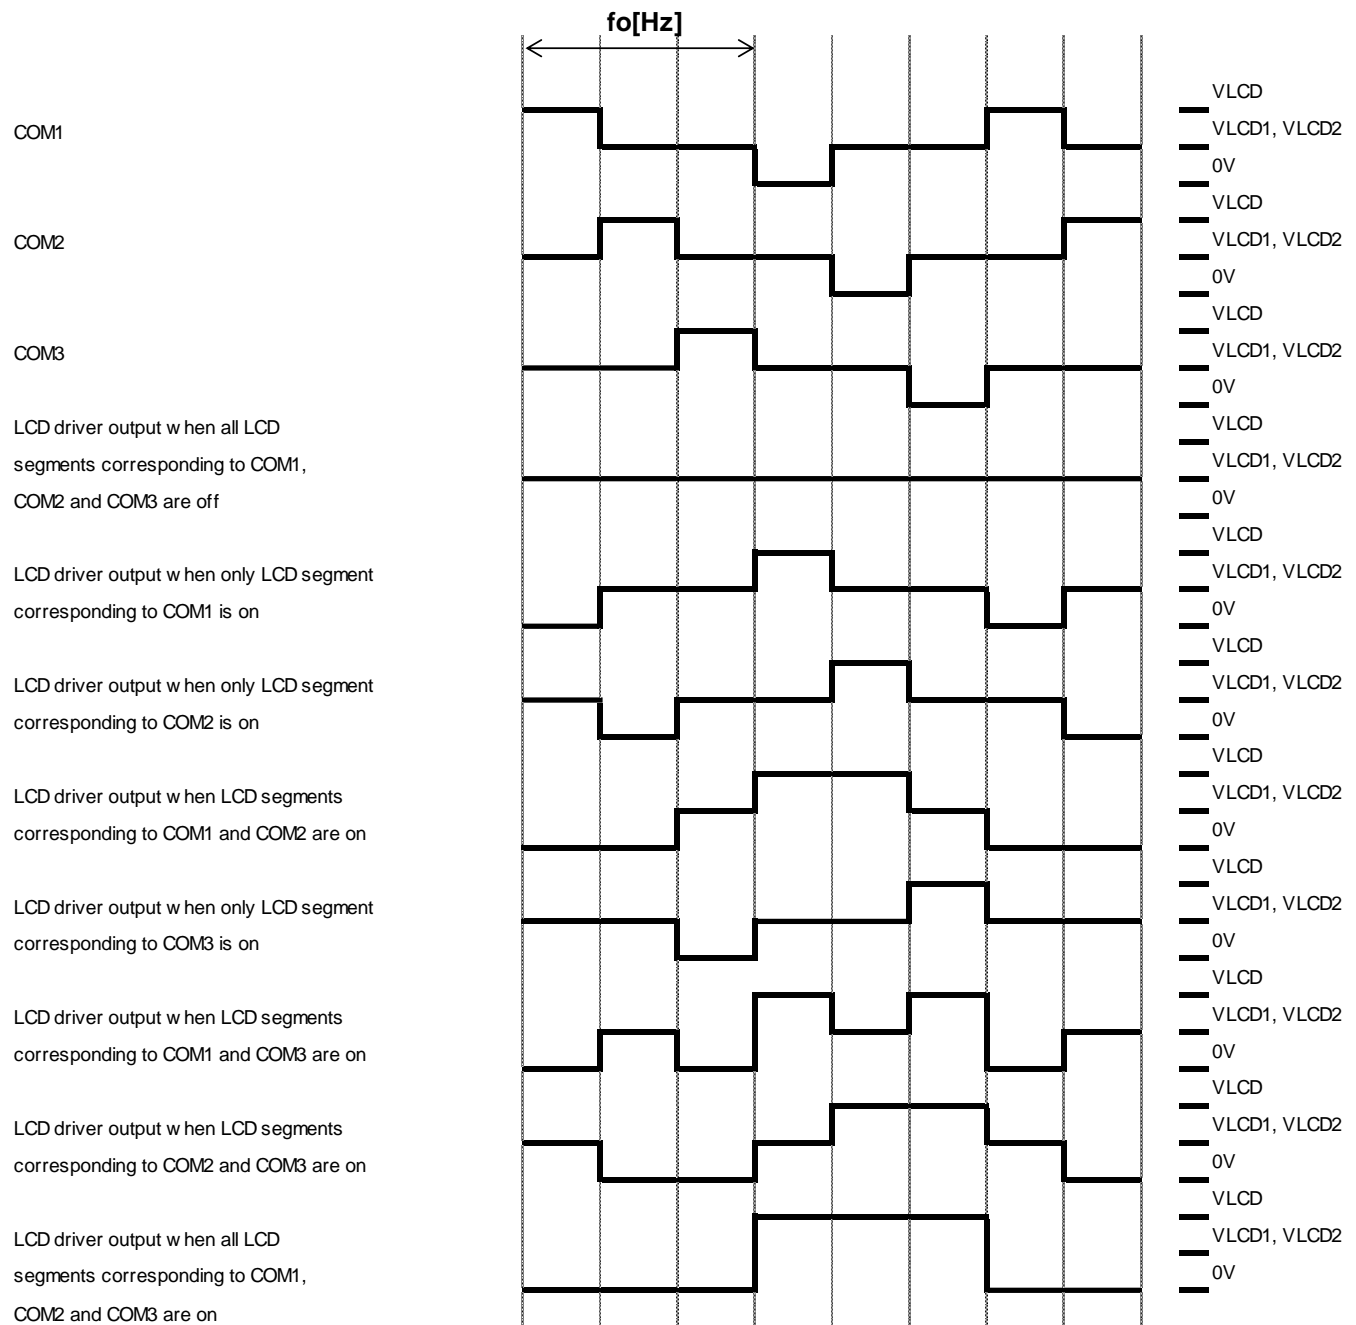 fo[Hz]
VLCD
COM1
VLCD1, VLCD2
0V
VLCD
COM2
VLCD1, VLCD2
0V
VLCD
COM3
VLCD1, VLCD2
0V
LCD driver output w hen all LCD
VLCD
segments corresponding to COM1,
VLCD1, VLCD2
COM2 and COM3 are off
0V
VLCD
LCD driver output w hen only LCD segment
VLCD1, VLCD2
corresponding to COM1 is on
0V
VLCD
LCD driver output w hen only LCD segment
VLCD1, VLCD2
corresponding to COM2 is on
0V
VLCD
LCD driver output w hen LCD segments
VLCD1, VLCD2
corresponding to COM1 and COM2 are on
0V
VLCD
LCD driver output w hen only LCD segment
VLCD1, VLCD2
corresponding to COM3 is on
0V
VLCD
LCD driver output w hen LCD segments
VLCD1, VLCD2
corresponding to COM1 and COM3 are on
0V
VLCD
LCD driver output w hen LCD segments
VLCD1, VLCD2
corresponding to COM2 and COM3 are on
0V
VLCD
LCD driver output w hen all LCD
VLCD1, VLCD2
segments corresponding to COM1,
0V
COM2 and COM3 are on